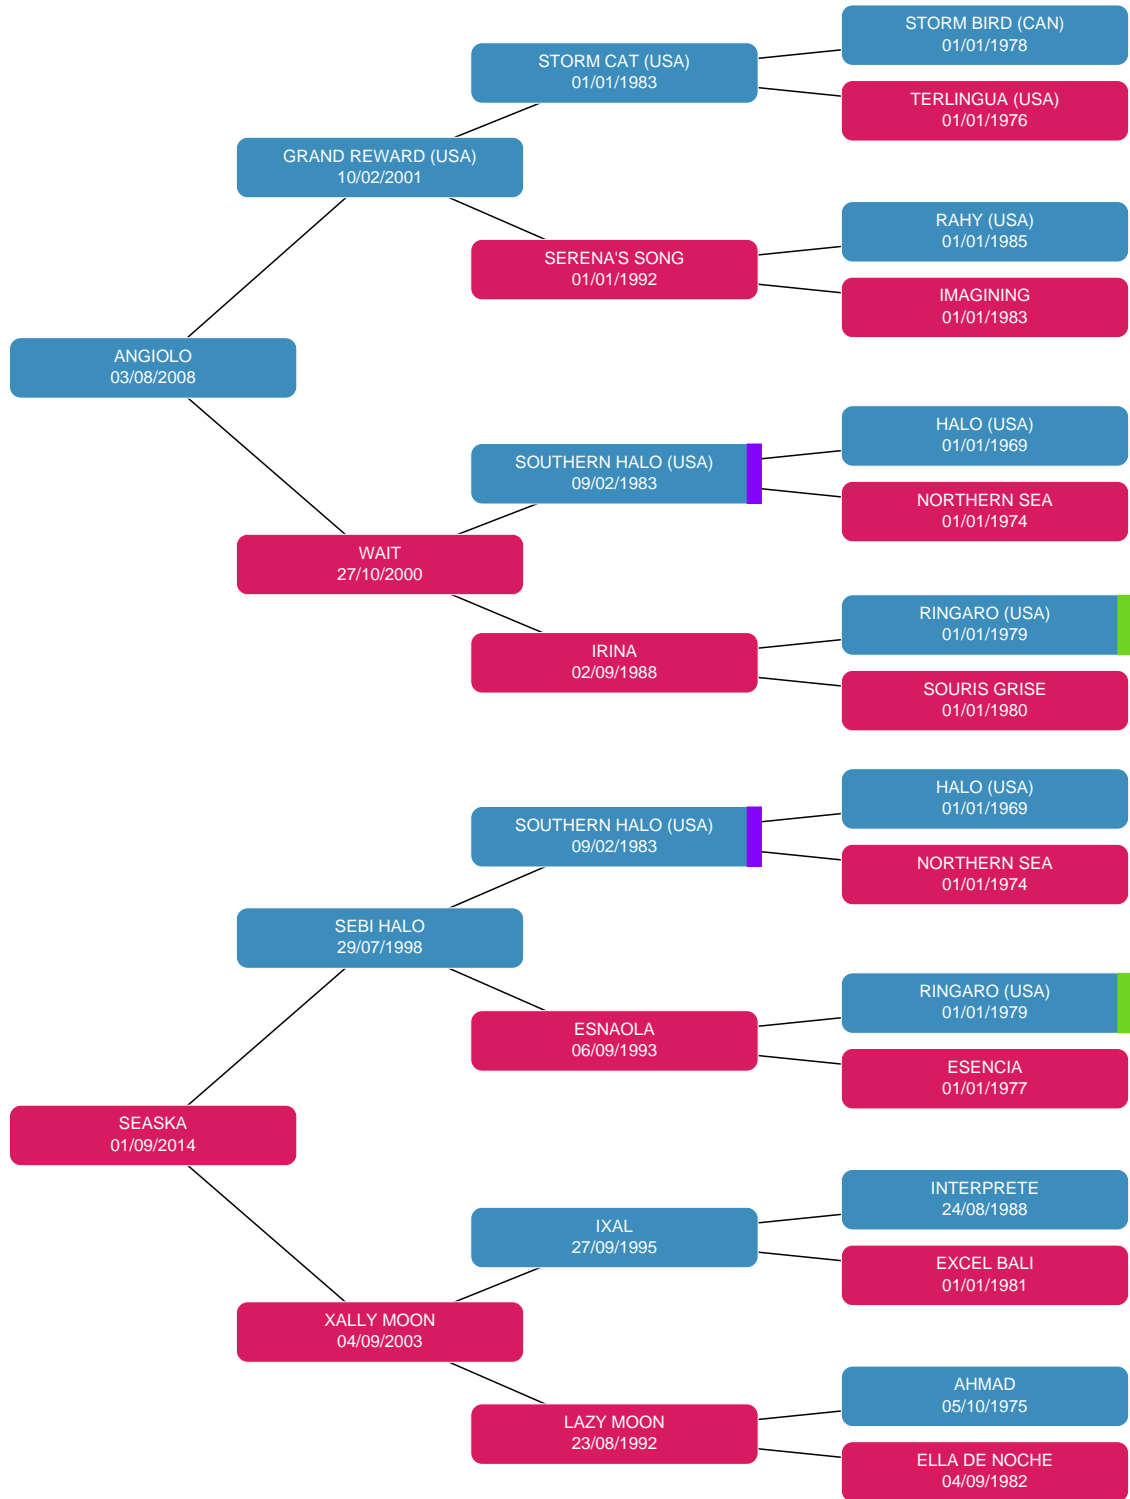 STORM BIRD (CAN)
01/01/1978
STORM CAT (USA)
01/01/1983
TERLINGUA (USA)
01/01/1976
GRAND REWARD (USA)
10/02/2001
RAHY (USA)
01/01/1985
SERENA'S SONG
01/01/1992
IMAGINING
01/01/1983
ANGIOLO
03/08/2008
HALO (USA)
01/01/1969
SOUTHERN HALO (USA)
09/02/1983
NORTHERN SEA
01/01/1974
WAIT
27/10/2000
RINGARO (USA)
01/01/1979
IRINA
02/09/1988
SOURIS GRISE
01/01/1980
HALO (USA)
01/01/1969
SOUTHERN HALO (USA)
09/02/1983
NORTHERN SEA
01/01/1974
SEBI HALO
29/07/1998
RINGARO (USA)
01/01/1979
ESNAOLA
06/09/1993
ESENCIA
01/01/1977
SEASKA
01/09/2014
INTERPRETE
24/08/1988
IXAL
27/09/1995
EXCEL BALI
01/01/1981
XALLY MOON
04/09/2003
AHMAD
05/10/1975
LAZY MOON
23/08/1992
ELLA DE NOCHE
04/09/1982